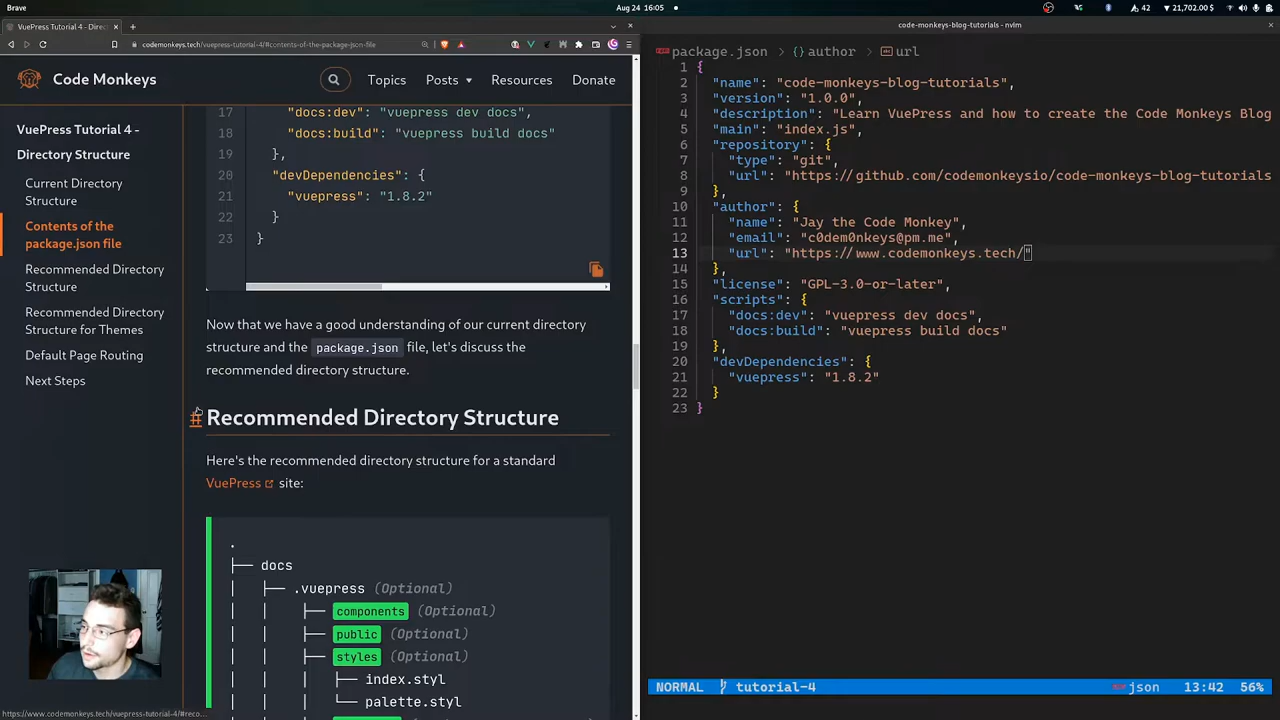 Brave
Aug 24 16:05
42
21,702.00 $
VuePress Tutorial 4 - Direc
codemonkeys.tech/vuepress-tutorial-4/#contents-of-the-package-json-file
Code Monkeys
Topics
Posts
Resources
Donate
VuePress Tutorial 4 -
Directory Structure
Current Directory
Structure
Contents of the
package.json file
Recommended Directory
Structure
Recommended Directory
Structure for Themes
Default Page Routing
Next Steps
17 "docs:dev": "vuepress dev docs",
18 "docs:build": "vuepress build docs"
19 },
20 "devDependencies": {
21 "vuepress": "1.8.2"
22 }
23 }
Now that we have a good understanding of our current directory
structure and the package.json file, let's discuss the
recommended directory structure.
# Recommended Directory Structure
Here's the recommended directory structure for a standard
VuePress site:
.
├── docs
│ ├── .vuepress (Optional)
│ │ ├── components (Optional)
│ │ ├── public (Optional)
│ │ ├── styles (Optional)
│ │ │ ├── index.styl
│ │ │ └── palette.styl
https://www.codemonkeys.tech/vuepress-tutorial-4/#reco...
code-monkeys-blog-tutorials - nvim
package.json > {} author > url
1 {
2 "name": "code-monkeys-blog-tutorials",
3 "version": "1.0.0",
4 "description": "Learn VuePress and how to create the Code Monkeys Blog
5 "main": "index.js",
6 "repository": {
7 "type": "git",
8 "url": "https://github.com/codemonkeysio/code-monkeys-blog-tutorials
9 },
10 "author": {
11 "name": "Jay the Code Monkey",
12 "email": "c0dem0nkeys@pm.me",
13 "url": "https://www.codemonkeys.tech/"
14 },
15 "license": "GPL-3.0-or-later",
16 "scripts": {
17 "docs:dev": "vuepress dev docs",
18 "docs:build": "vuepress build docs"
19 },
20 "devDependencies": {
21 "vuepress": "1.8.2"
22 }
23 }
NORMAL tutorial-4 json 13:42 56%